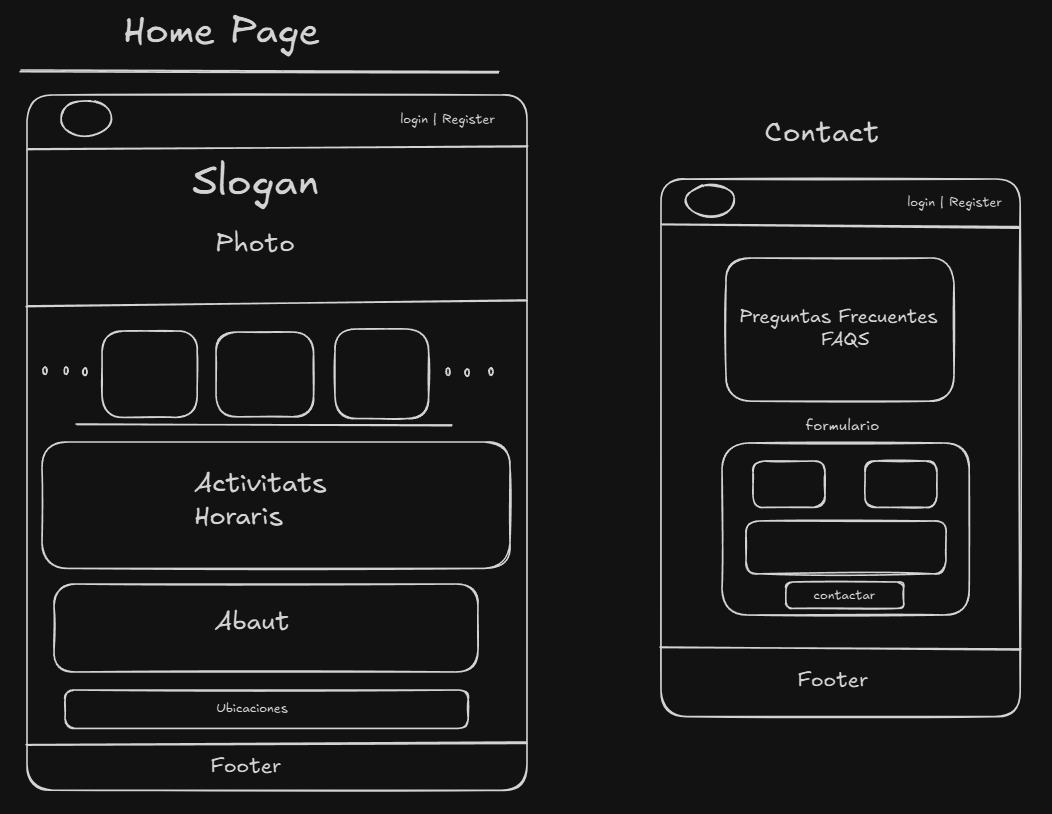 Home Page
login | Register
Slogan
Photo
Activitats
Horaris
Abaut
Ubicaciones
Footer
Contact
login | Register
Preguntas Frecuentes
FAQS
formulario
contactar
Footer